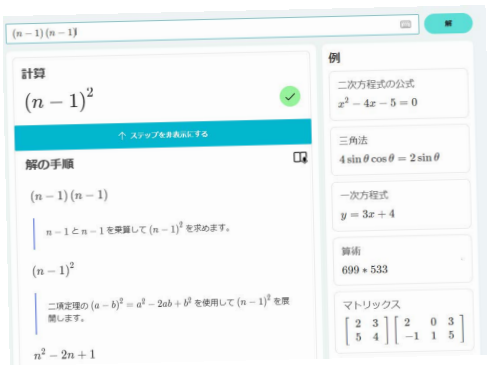 (n − 1) (n − 1)
解
計算
(n − 1)²
↑ ステップを非表示にする
解の手順
(n − 1) (n − 1)
n − 1 と n − 1 を乗算して (n − 1)² を求めます。
(n − 1)²
二項定理の (a − b)² = a² − 2ab + b² を使用して (n − 1)² を展
開します。
n² − 2n + 1
例
二次方程式の公式
x² − 4x − 5 = 0
三角法
4 sin θ cos θ = 2 sin θ
一次方程式
y = 3x + 4
算術
699 ∗ 533
マトリックス
[ 2 3 ] [ 2 0 3 ]
[ 5 4 ] [ −1 1 5 ]